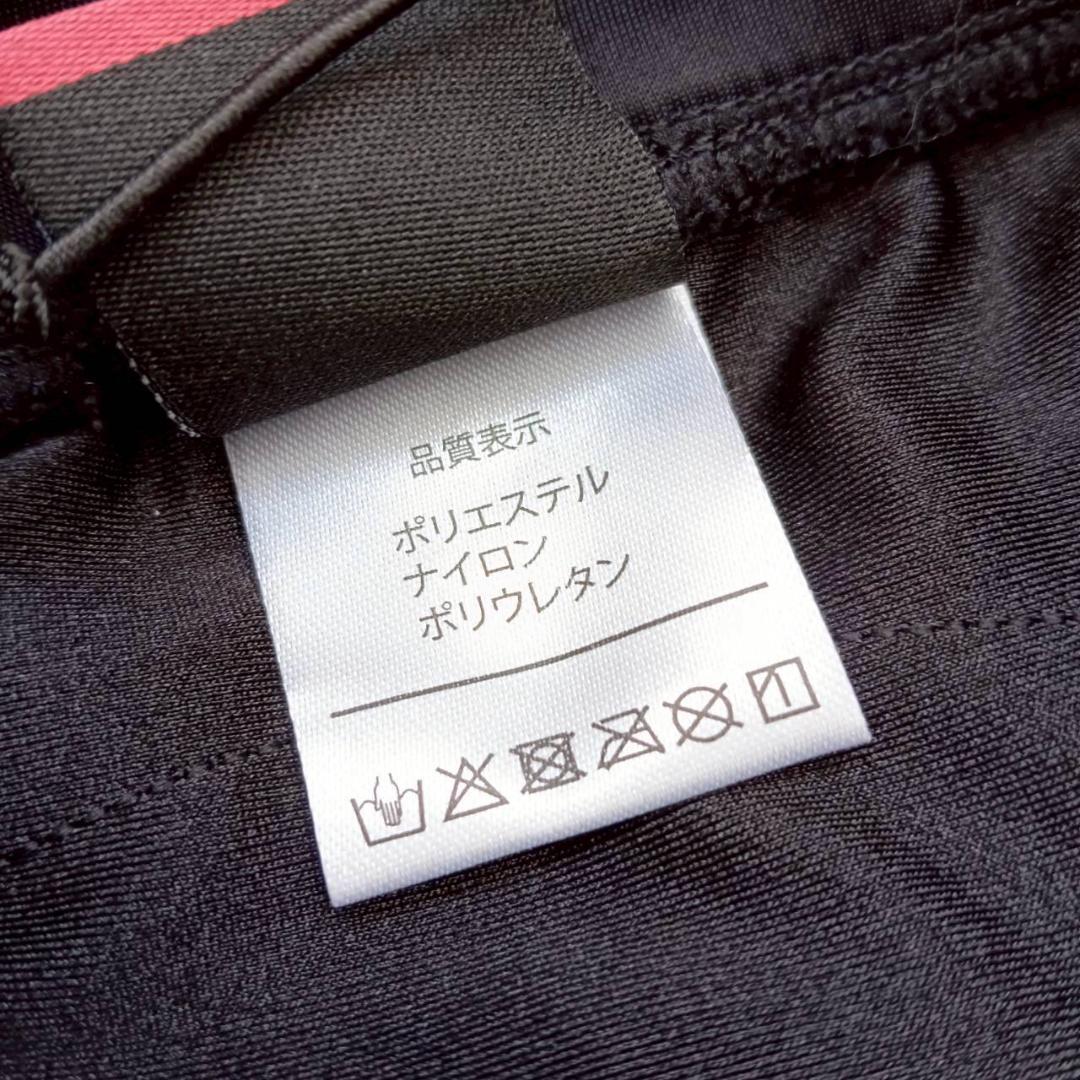 品質表示
ポリエステル
ナイロン
ポリウレタン